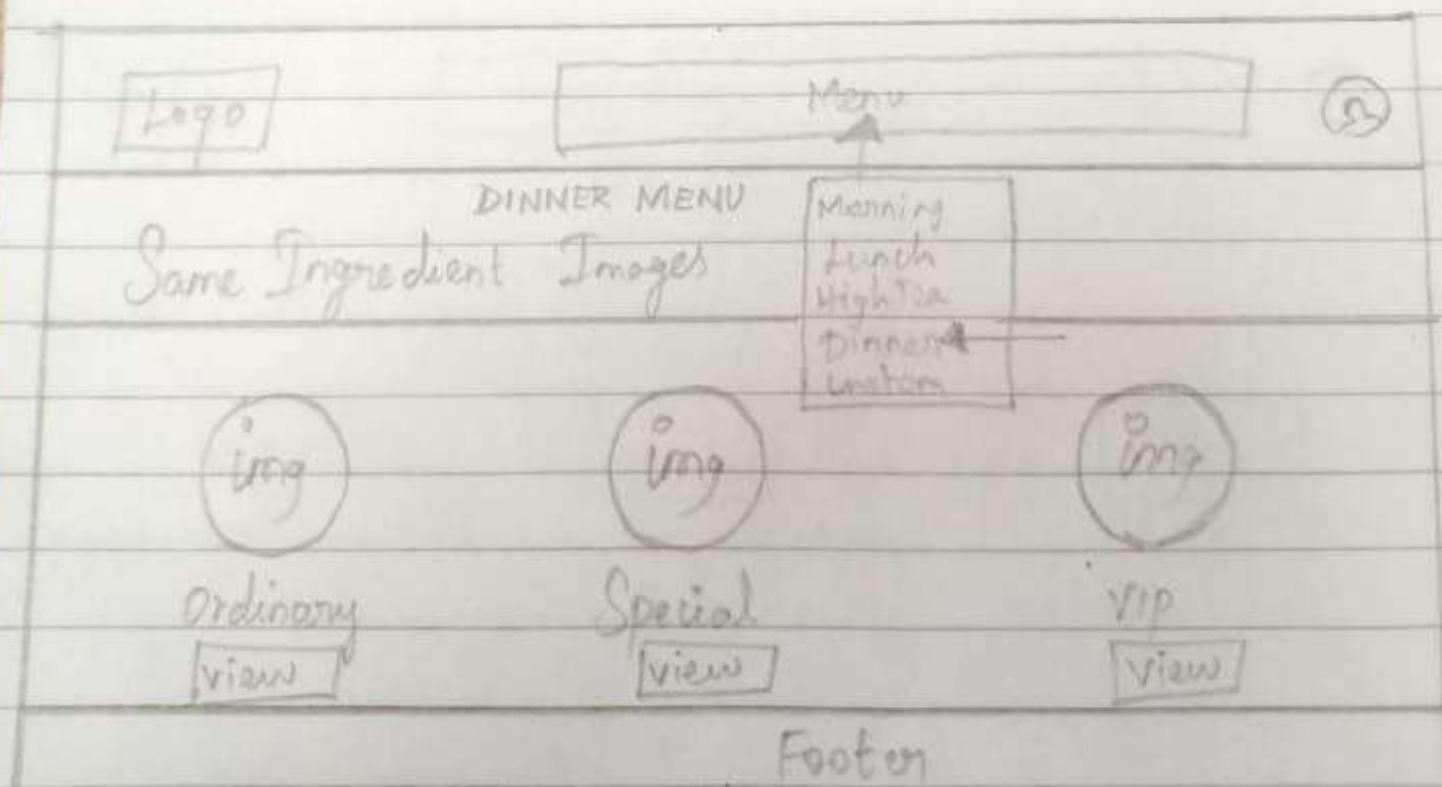 Logo
Menu
DINNER MENU
Same Ingredient Images
Morning
Lunch
High Tea
Dinner
Custom
img
img
img
Ordinary
Special
VIP
view
view
view
Footer